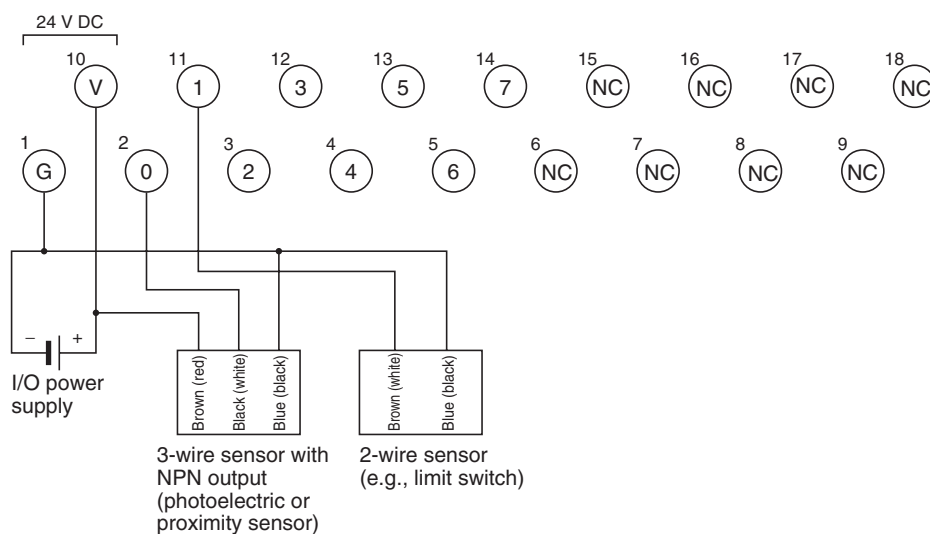 24 V DC
10 11 12 13 14 15 16 17 18
V 1 3 5 7 NC NC NC NC
1 2 3 4 5 6 7 8 9
G 0 2 4 6 NC NC NC NC
– +
I/O power
supply
Brown (red)
Black (white)
Blue (black)
Brown (white)
Blue (black)
3-wire sensor with
NPN output
(photoelectric or
proximity sensor)
2-wire sensor
(e.g., limit switch)